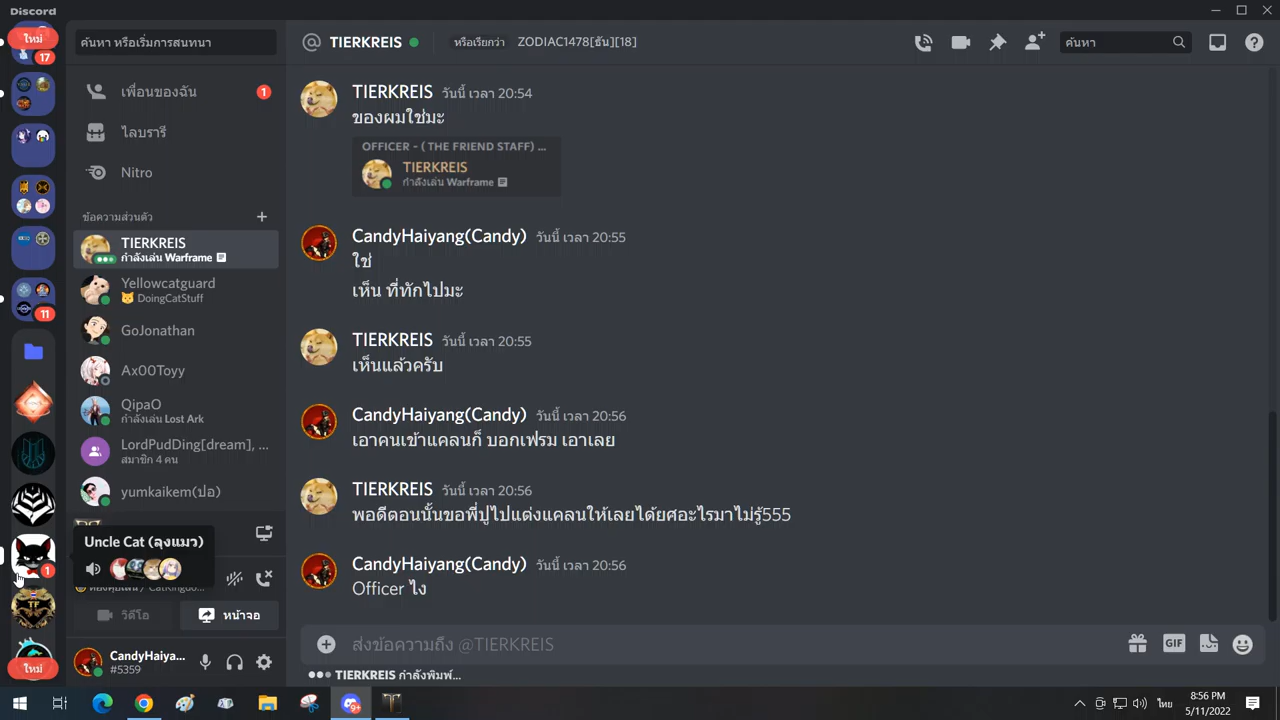 Discord
ใหม่
17
11
1
ใหม่
ค้นหา หรือเริ่มการสนทนา
เพื่อนของฉัน
1
ไลบรารี
Nitro
ข้อความส่วนตัว
TIERKREIS
กำลังเล่น Warframe
Yellowcatguard
DoingCatStuff
GoJonathan
Ax00Toyy
QipaO
กำลังเล่น Lost Ark
LordPudDing[dream], ...
สมาชิก 4 คน
yumkaikem(ปอ)
Uncle Cat (ลุงแมว)
วิดีโอ
หน้าจอ
CandyHaiya...
#5359
@ TIERKREIS
หรือเรียกว่า ZODIAC1478[ธัน][18]
ค้นหา
TIERKREIS วันนี้ เวลา 20:54
ของผมใช่มะ
OFFICER - ( THE FRIEND STAFF) ...
TIERKREIS
กำลังเล่น Warframe
CandyHaiyang(Candy) วันนี้ เวลา 20:55
ใช่
เห็น ที่ทักไปมะ
TIERKREIS วันนี้ เวลา 20:55
เห็นแล้วครับ
CandyHaiyang(Candy) วันนี้ เวลา 20:56
เอาคนเข้าแคลนก็ บอกเฟรม เอาเลย
TIERKREIS วันนี้ เวลา 20:56
พอดีตอนนั้นขอพี่ปูไปแต่งแคลนให้เลยได้ยศอะไรมาไม่รู้555
CandyHaiyang(Candy) วันนี้ เวลา 20:56
Officer ไง
ส่งข้อความถึง @TIERKREIS
GIF
TIERKREIS กำลังพิมพ์...
9+
ไทย
8:56 PM
5/11/2022